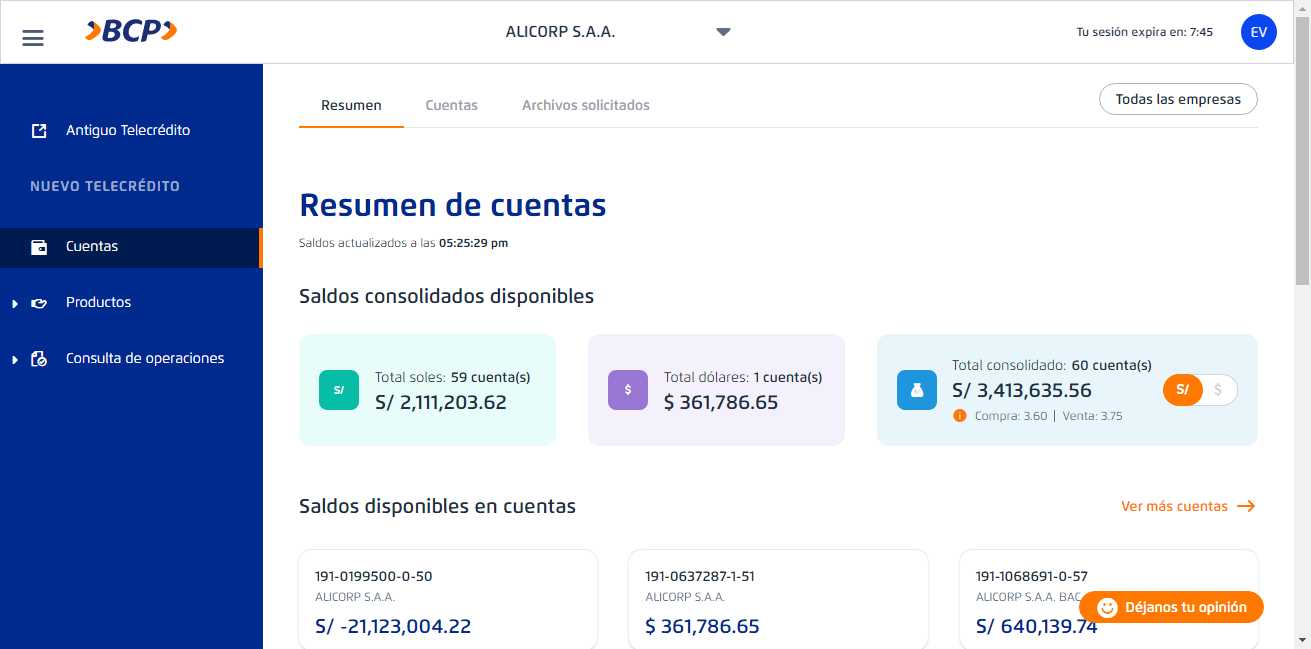 BCP
ALICORP S.A.A.
Tu sesión expira en: 7:45
EV
Antiguo Telecrédito
NUEVO TELECRÉDITO
Cuentas
Productos
Consulta de operaciones
Resumen
Cuentas
Archivos solicitados
Todas las empresas
Resumen de cuentas
Saldos actualizados a las 05:25:29 pm
Saldos consolidados disponibles
S/
Total soles: 59 cuenta(s)
S/ 2,111,203.62
$
Total dólares: 1 cuenta(s)
$ 361,786.65
Total consolidado: 60 cuenta(s)
S/ 3,413,635.56
Compra: 3.60 | Venta: 3.75
S/ $
Saldos disponibles en cuentas
Ver más cuentas
191-0199500-0-50
ALICORP S.A.A.
S/ -21,123,004.22
191-0637287-1-51
ALICORP S.A.A.
$ 361,786.65
191-1068691-0-57
ALICORP S.A.A. BAC
S/ 640,139.74
Déjanos tu opinión